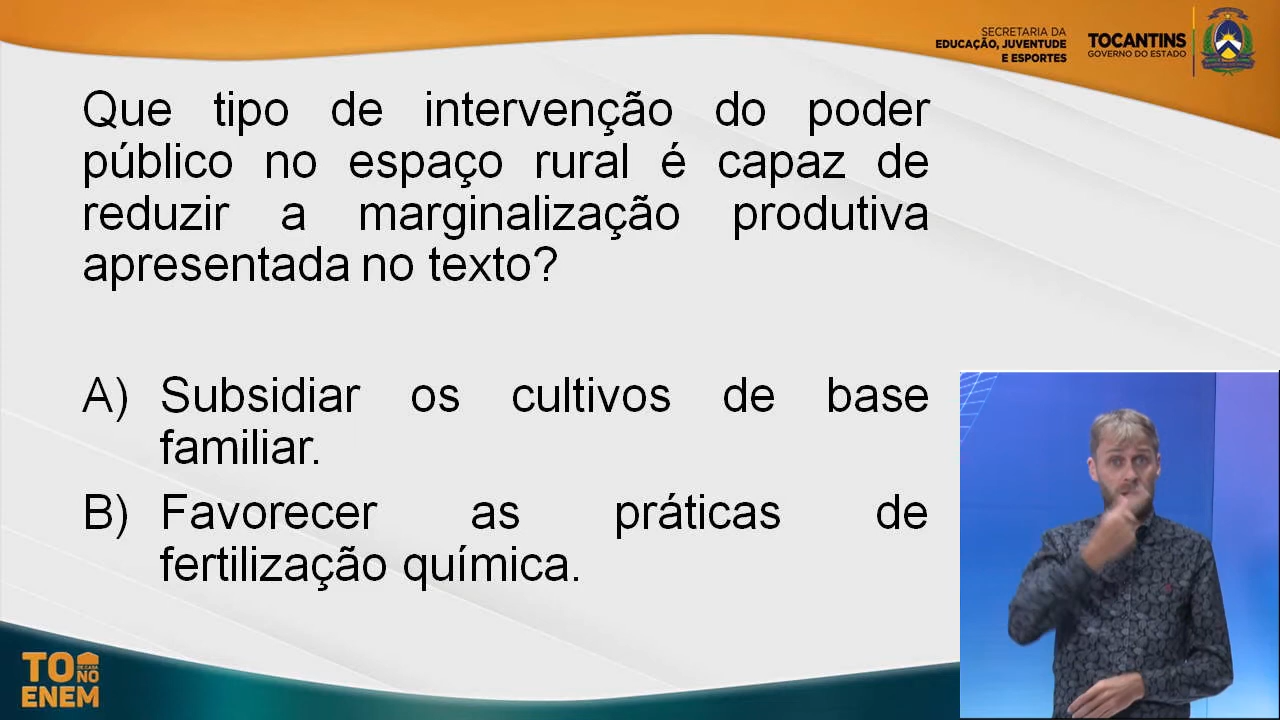 SECRETARIA DA
EDUCAÇÃO, JUVENTUDE
E ESPORTES
TOCANTINS
GOVERNO DO ESTADO
Que tipo de intervenção do poder
público no espaço rural é capaz de
reduzir a marginalização produtiva
apresentada no texto?
A) Subsidiar os cultivos de base
familiar.
B) Favorecer as práticas de
fertilização química.
TO
DE CASA
NO
ENEM